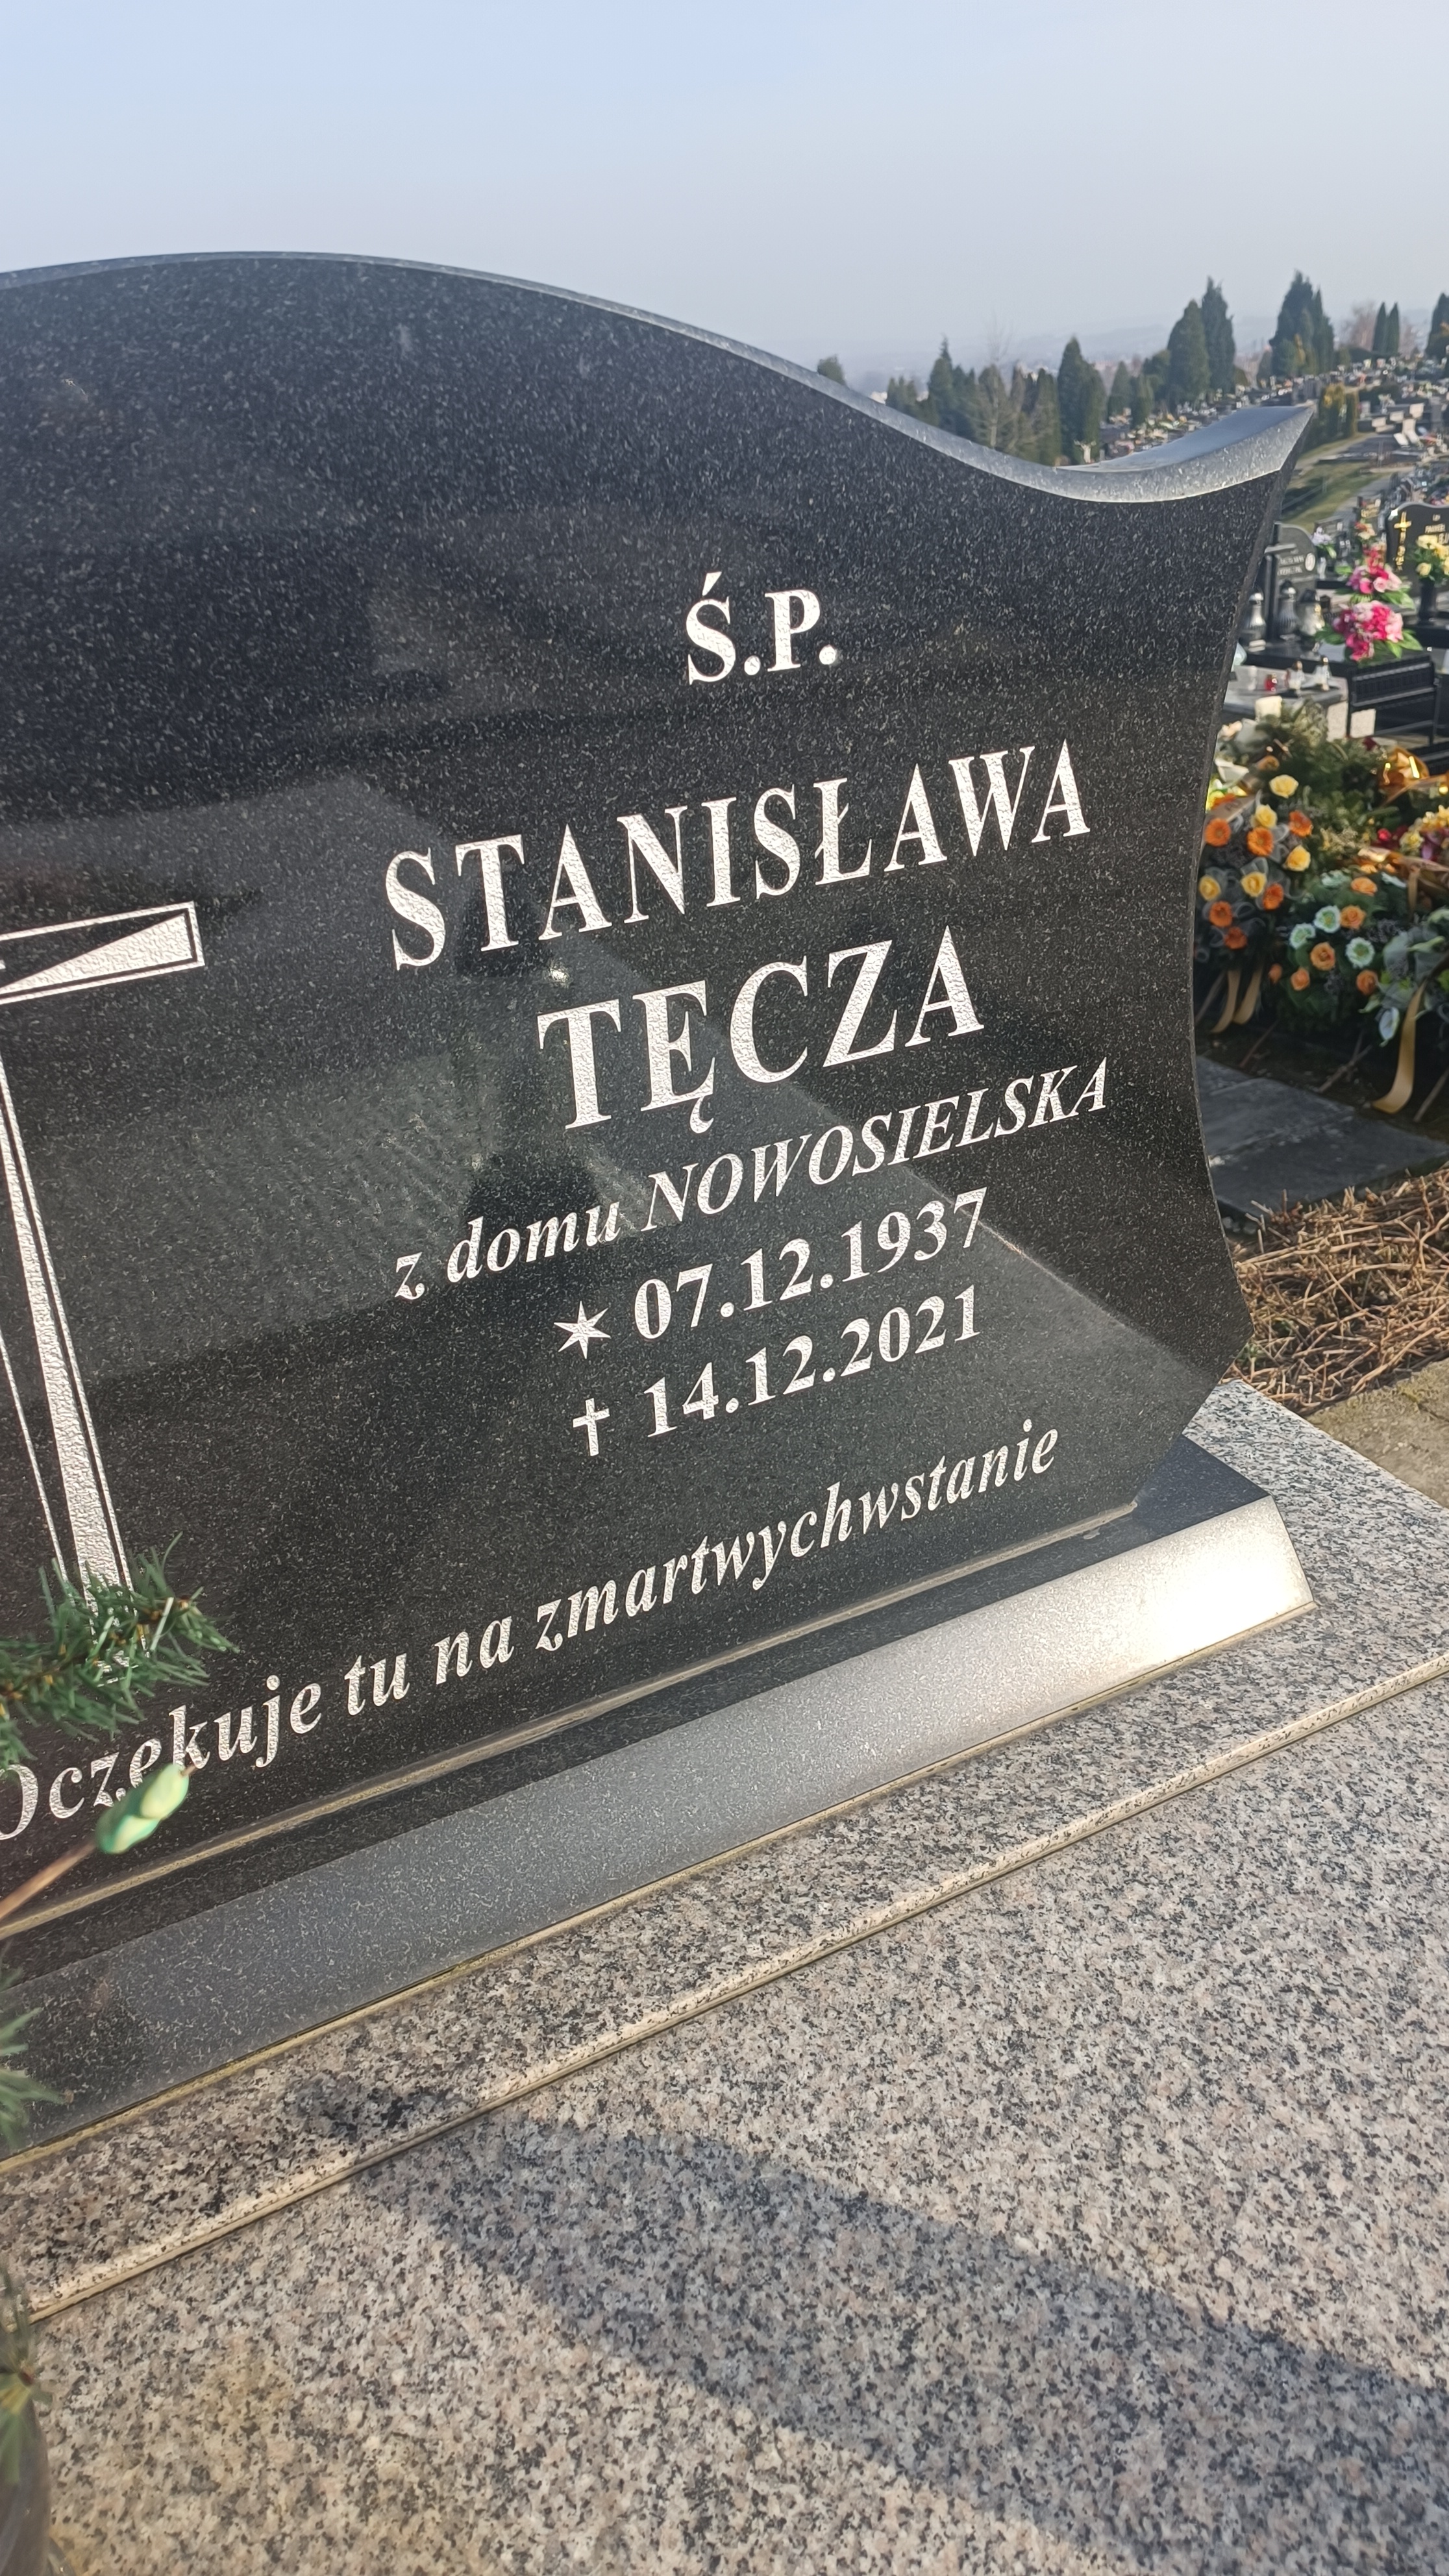 Ś.P.
STANISŁAWA
TĘCZA
z domu NOWOSIELSKA
✶ 07.12.1937
† 14.12.2021
Oczekuje tu na zmartwychwstanie